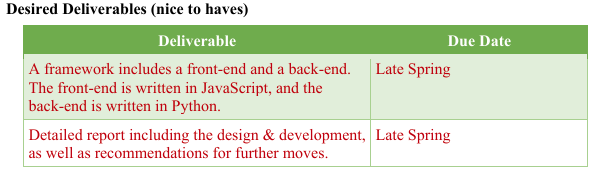 Desired Deliverables (nice to haves)
Deliverable Due Date
A framework includes a front-end and a back-end. Late Spring
The front-end is written in JavaScript, and the
back-end is written in Python.
Detailed report including the design & development, Late Spring
as well as recommendations for further moves.